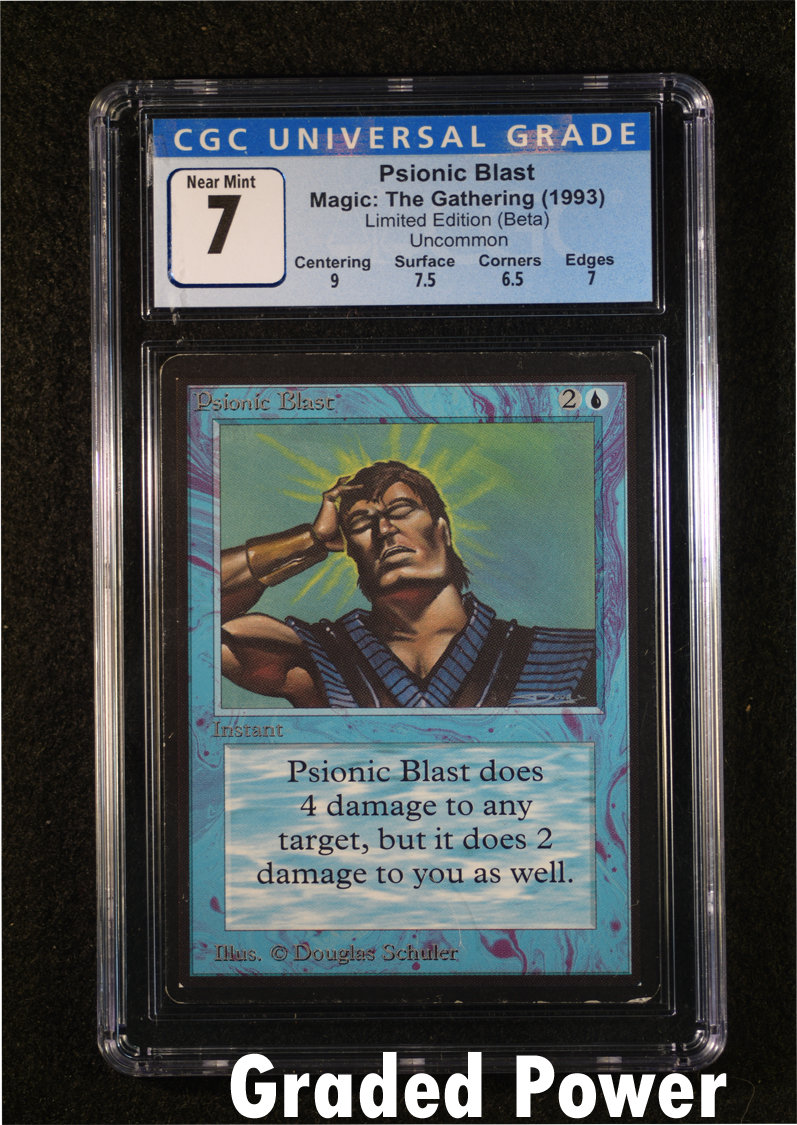 CGC UNIVERSAL GRADE
Near Mint
7
Psionic Blast
Magic: The Gathering (1993)
Limited Edition (Beta)
Uncommon
Centering Surface Corners Edges
9 7.5 6.5 7
Psionic Blast 2
Instant
Psionic Blast does
4 damage to any
target, but it does 2
damage to you as well.
Illus. © Douglas Schuler
Graded Power